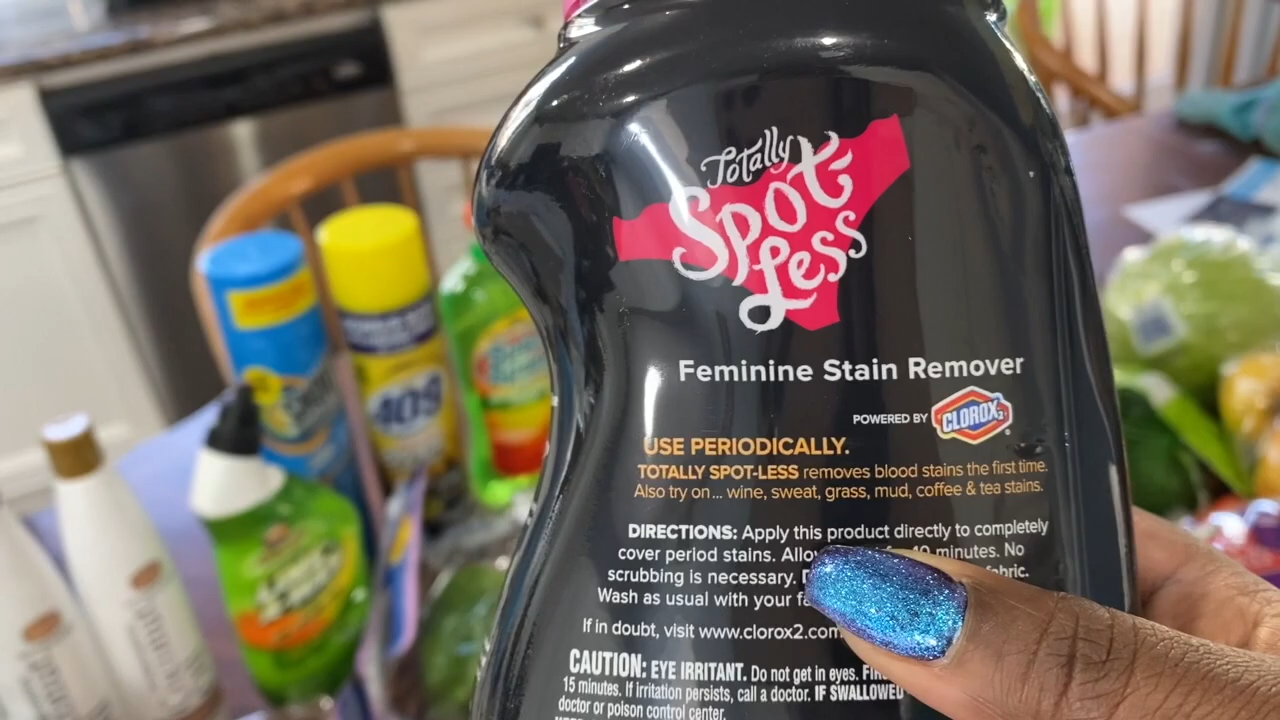 Totally
SPOT-
Less
Feminine Stain Remover
POWERED BY CLOROX2
USE PERIODICALLY.
TOTALLY SPOT-LESS removes blood stains the first time.
Also try on... wine, sweat, grass, mud, coffee & tea stains.
DIRECTIONS: Apply this product directly to completely
cover period stains. 10 minutes. No
scrubbing is necessary. fabric.
Wash as usual with your
If in doubt, visit www.clorox2.com
CAUTION: EYE IRRITANT. Do not get in eyes.
15 minutes. If irritation persists, call a doctor. IF SWALLOWED
doctor or poison control center.
409